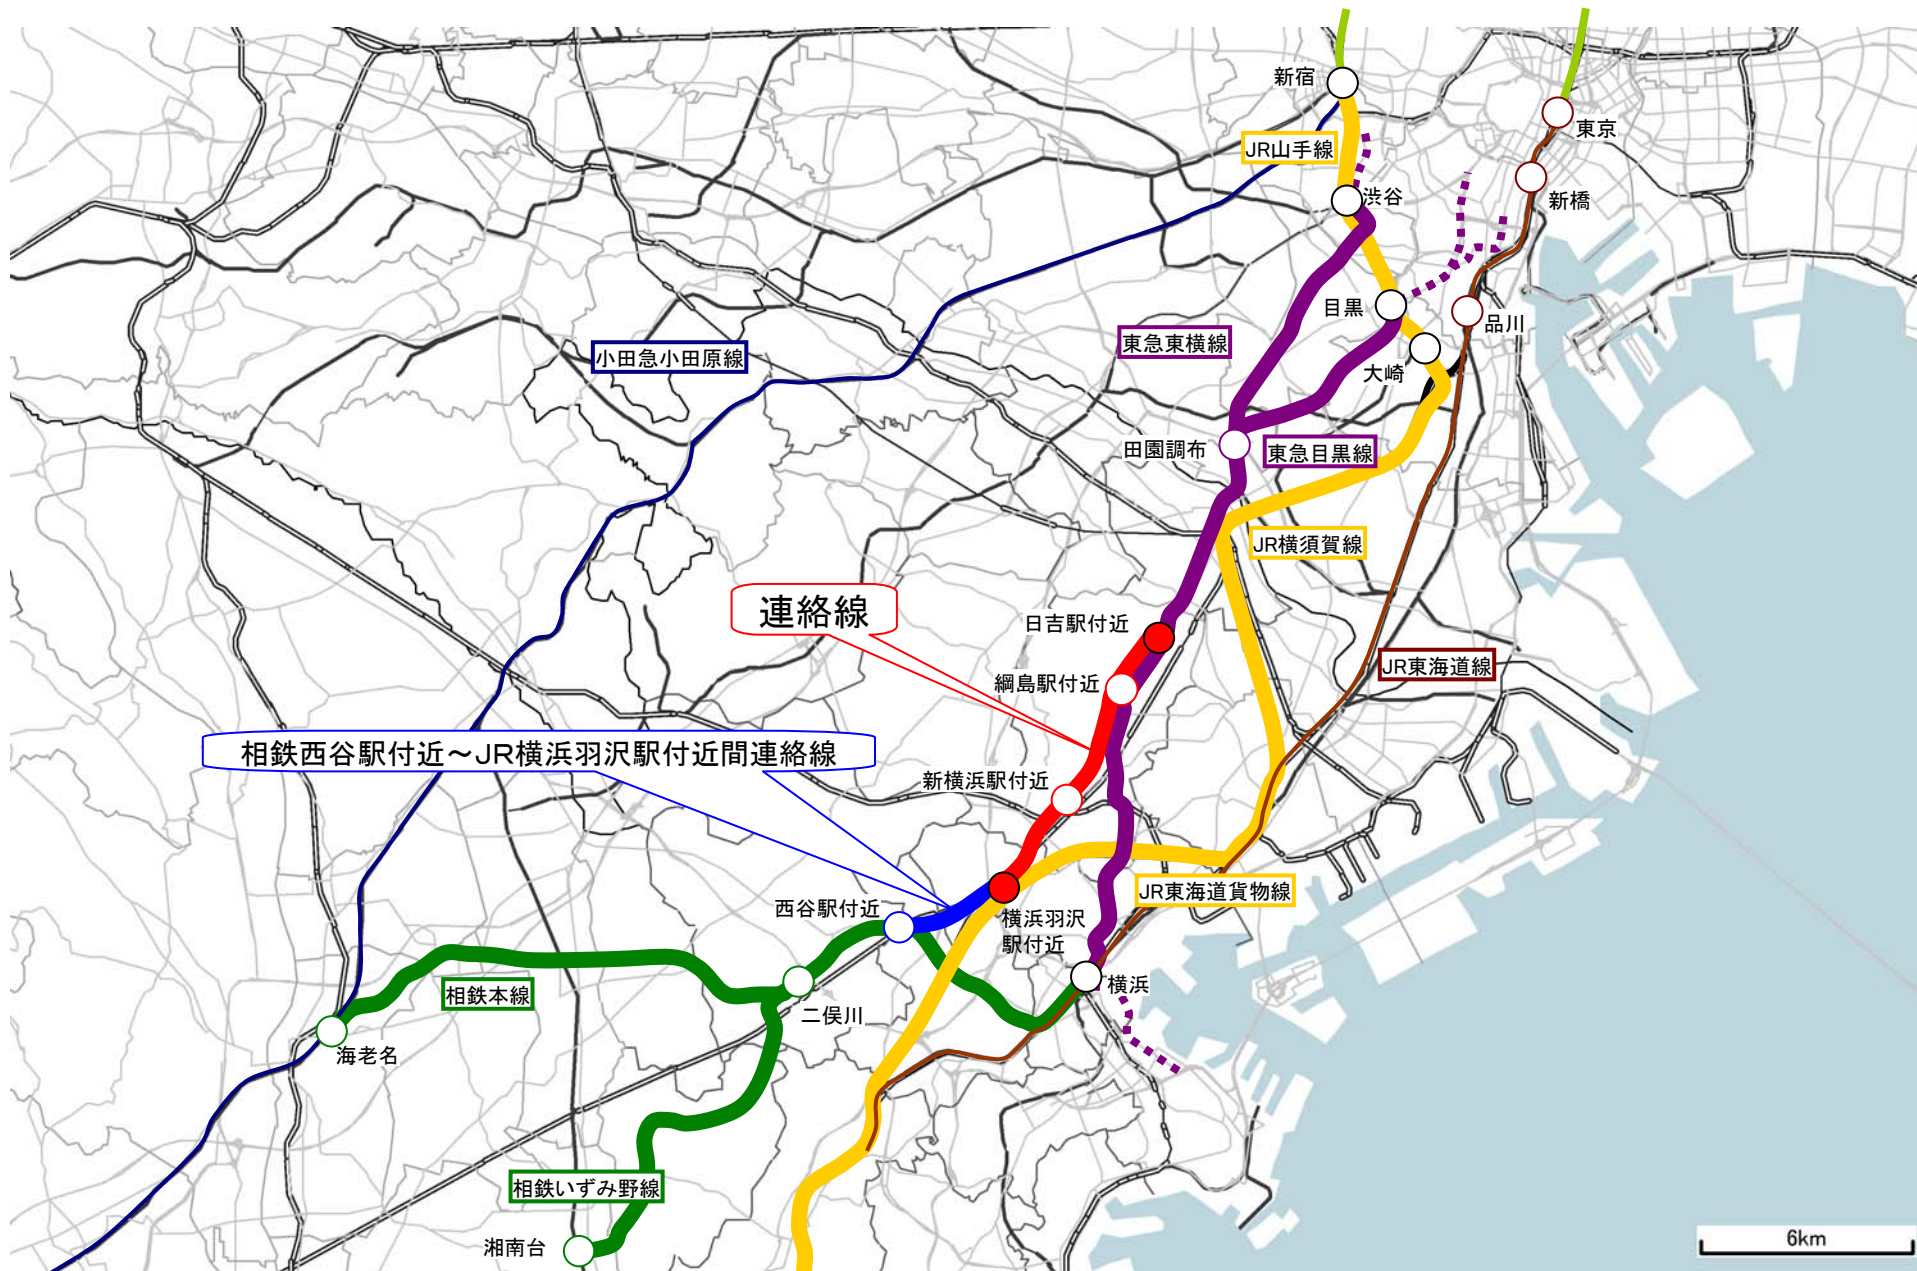 新宿
東京
JR山手線
渋谷
新橋
目黒
品川
東急東横線
小田急小田原線
大崎
田園調布
東急目黒線
JR横須賀線
連絡線
日吉駅付近
JR東海道線
綱島駅付近
相鉄西谷駅付近～JR横浜羽沢駅付近間連絡線
新横浜駅付近
JR東海道貨物線
西谷駅付近
横浜羽沢
駅付近
横浜
相鉄本線
二俣川
海老名
相鉄いずみ野線
湘南台
6km